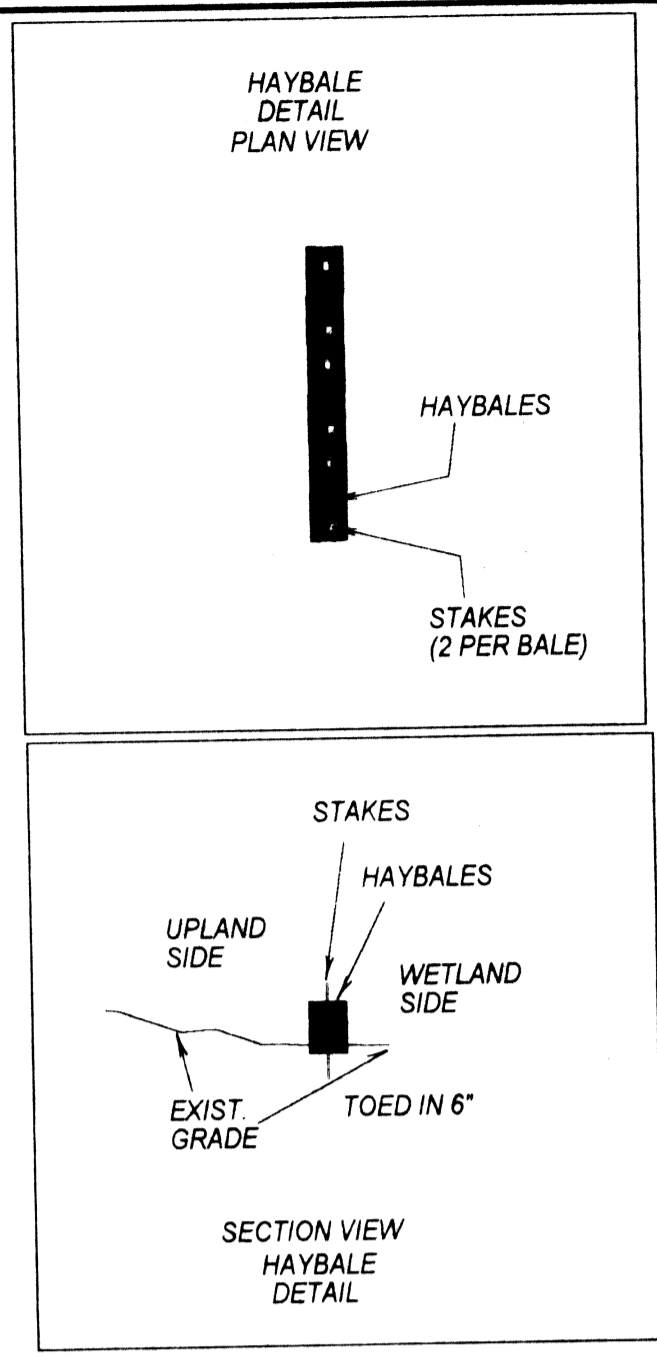 HAYBALE
DETAIL
PLAN VIEW
HAYBALES
STAKES
(2 PER BALE)
STAKES
HAYBALES
UPLAND
SIDE
WETLAND
SIDE
EXIST.
GRADE
TOED IN 6"
SECTION VIEW
HAYBALE
DETAIL